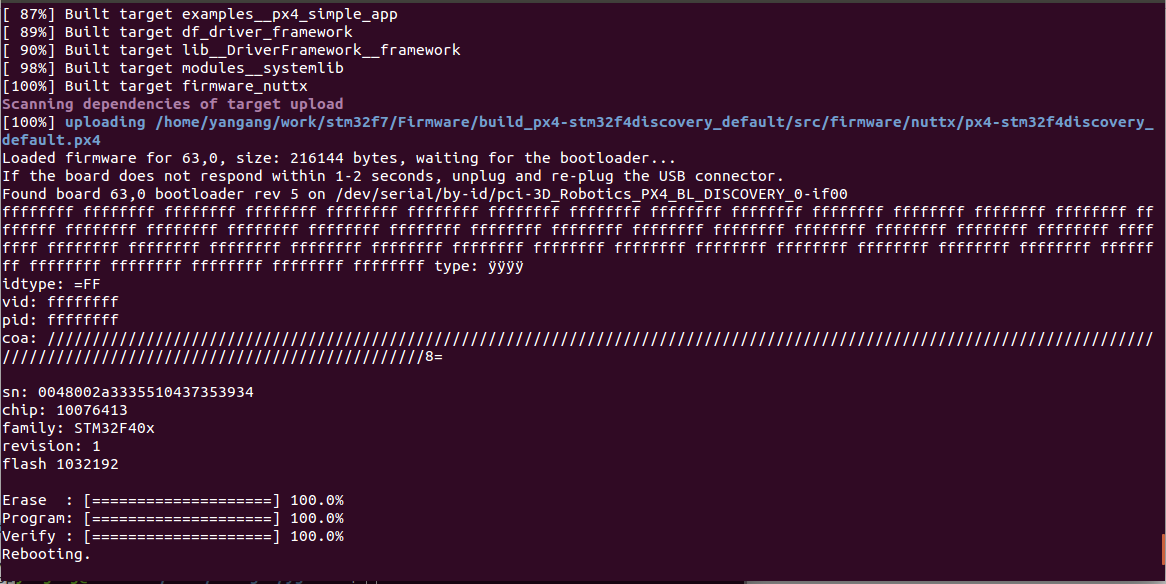 [ 87%] Built target examples__px4_simple_app
[ 89%] Built target df_driver_framework
[ 90%] Built target lib__DriverFramework__framework
[ 98%] Built target modules__systemlib
[100%] Built target firmware_nuttx
Scanning dependencies of target upload
[100%] uploading /home/yangang/work/stm32f7/Firmware/build_px4-stm32f4discovery_default/src/firmware/nuttx/px4-stm32f4discovery_
default.px4
Loaded firmware for 63,0, size: 216144 bytes, waiting for the bootloader...
If the board does not respond within 1-2 seconds, unplug and re-plug the USB connector.
Found board 63,0 bootloader rev 5 on /dev/serial/by-id/pci-3D_Robotics_PX4_BL_DISCOVERY_0-if00
ffffffff ffffffff ffffffff ffffffff ffffffff ffffffff ffffffff ffffffff ffffffff ffffffff ffffffff ffffffff ffffffff ffffffff ff
ffffff ffffffff ffffffff ffffffff ffffffff ffffffff ffffffff ffffffff ffffffff ffffffff ffffffff ffffffff ffffffff ffffffff ffff
ffff ffffffff ffffffff ffffffff ffffffff ffffffff ffffffff ffffffff ffffffff ffffffff ffffffff ffffffff ffffffff ffffffff ffffff
ff ffffffff ffffffff ffffffff ffffffff ffffffff type: ÿÿÿÿ
idtype: =FF
vid: ffffffff
pid: ffffffff
coa: ///////////////////////////////////////////////////////////////////////////////////////////////////////////////////////////
///////////////////////////////////////////////8=
sn: 0048002a3335510437353934
chip: 10076413
family: STM32F40x
revision: 1
flash 1032192
Erase  : [====================] 100.0%
Program: [====================] 100.0%
Verify : [====================] 100.0%
Rebooting.